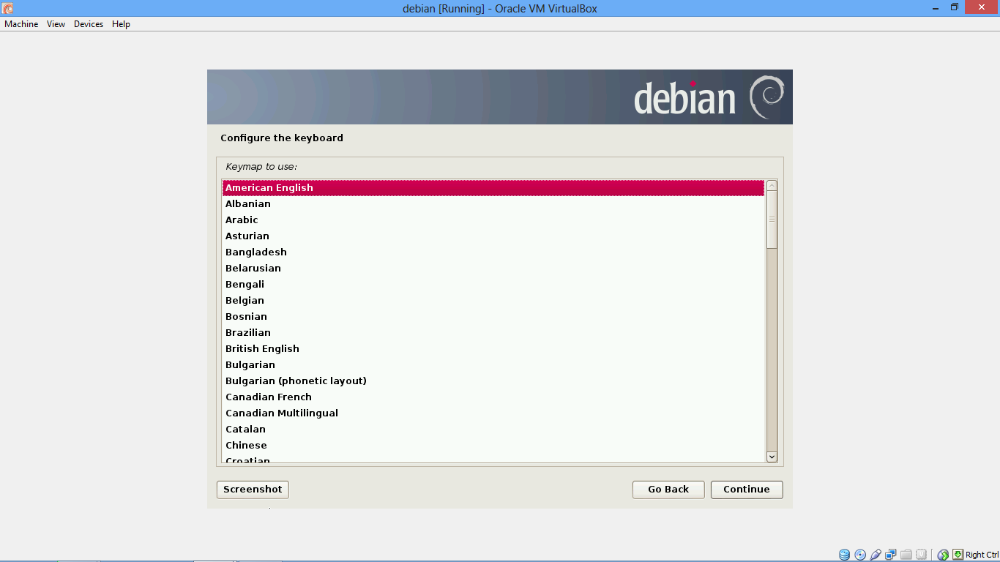 debian [Running] - Oracle VM VirtualBox
Machine View Devices Help
debian
Configure the keyboard
Keymap to use:
American English
Albanian
Arabic
Asturian
Bangladesh
Belarusian
Bengali
Belgian
Bosnian
Brazilian
British English
Bulgarian
Bulgarian (phonetic layout)
Canadian French
Canadian Multilingual
Catalan
Chinese
Croatian
Screenshot Go Back Continue
Right Ctrl